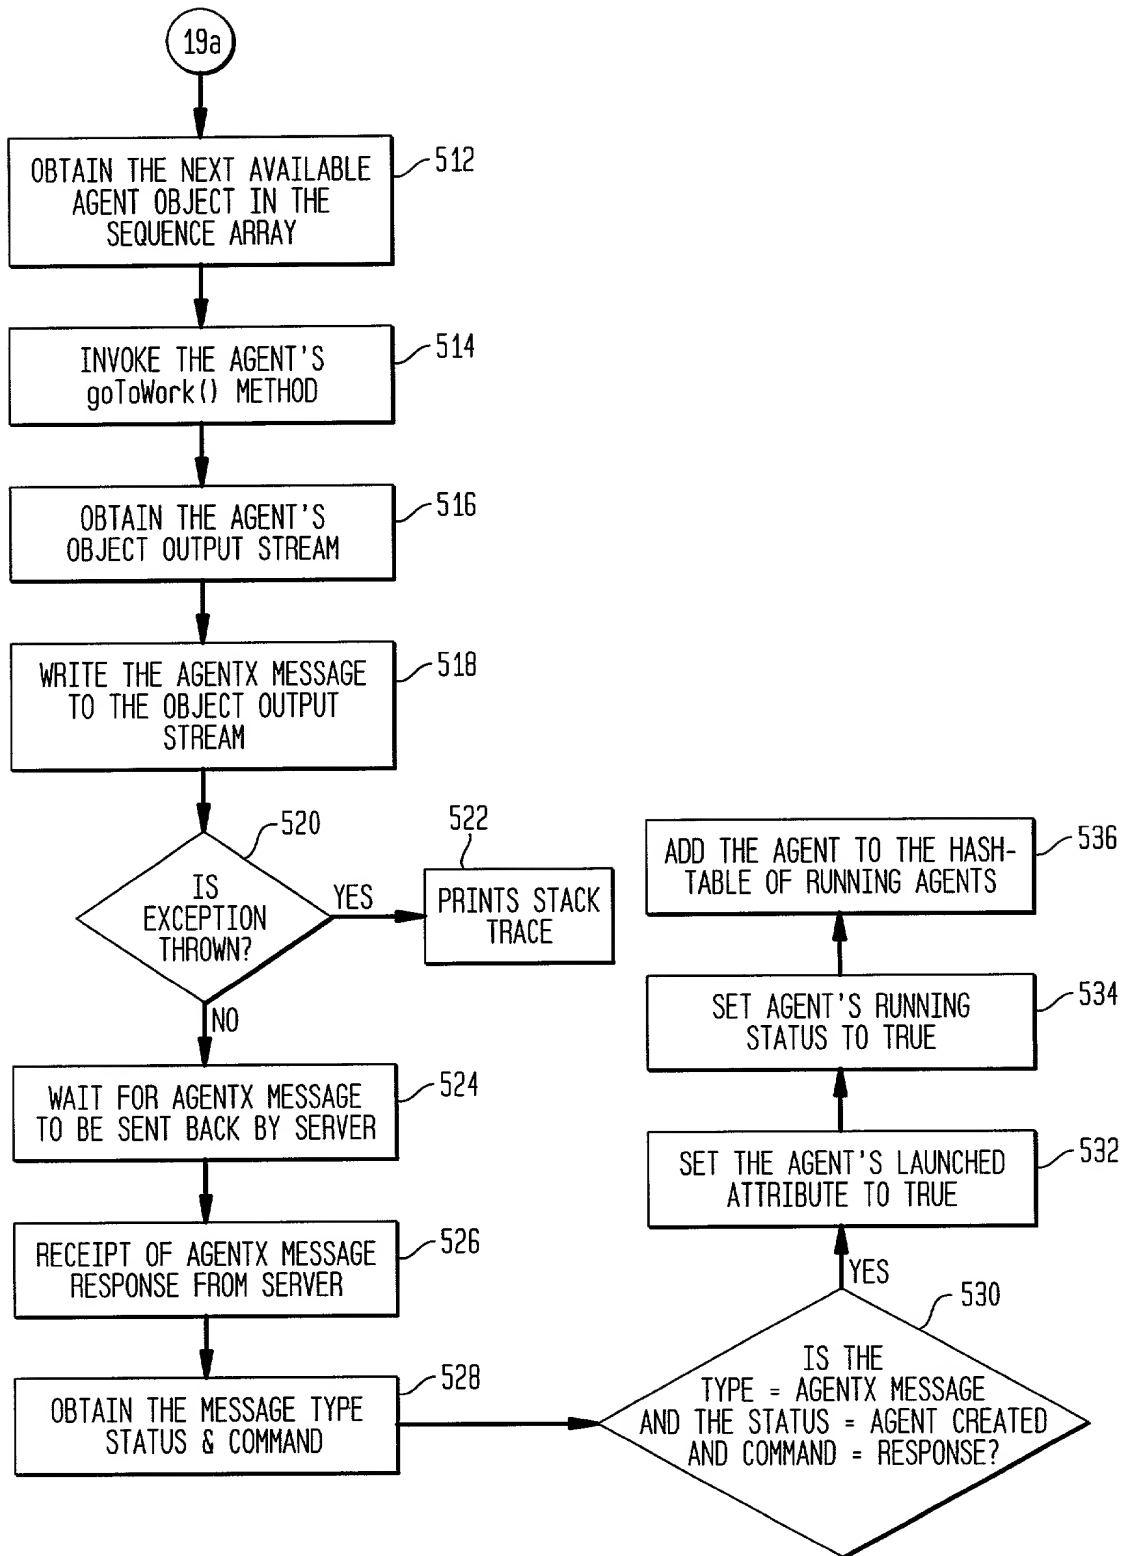 19a
OBTAIN THE NEXT AVAILABLE
AGENT OBJECT IN THE
SEQUENCE ARRAY
512
INVOKE THE AGENT'S
goToWork() METHOD
514
OBTAIN THE AGENT'S
OBJECT OUTPUT STREAM
516
WRITE THE AGENTX MESSAGE
TO THE OBJECT OUTPUT
STREAM
518
IS
EXCEPTION
THROWN?
520
YES
PRINTS STACK
TRACE
522
NO
WAIT FOR AGENTX MESSAGE
TO BE SENT BACK BY SERVER
524
RECEIPT OF AGENTX MESSAGE
RESPONSE FROM SERVER
526
OBTAIN THE MESSAGE TYPE
STATUS & COMMAND
528
IS THE
TYPE = AGENTX MESSAGE
AND THE STATUS = AGENT CREATED
AND COMMAND = RESPONSE?
530
YES
SET THE AGENT'S LAUNCHED
ATTRIBUTE TO TRUE
532
SET AGENT'S RUNNING
STATUS TO TRUE
534
ADD THE AGENT TO THE HASH-
TABLE OF RUNNING AGENTS
536